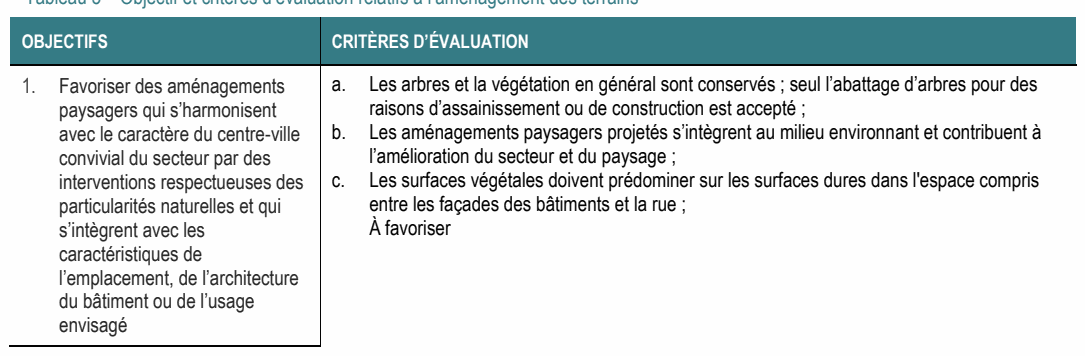 Tableau 5 – Objectif et critères d'évaluation relatifs à l'aménagement des terrains
OBJECTIFS
CRITÈRES D'ÉVALUATION
1. Favoriser des aménagements
paysagers qui s'harmonisent
avec le caractère du centre-ville
convivial du secteur par des
interventions respectueuses des
particularités naturelles et qui
s'intègrent avec les
caractéristiques de
l'emplacement, de l'architecture
du bâtiment ou de l'usage
envisagé
a. Les arbres et la végétation en général sont conservés ; seul l'abattage d'arbres pour des
raisons d'assainissement ou de construction est accepté ;
b. Les aménagements paysagers projetés s'intègrent au milieu environnant et contribuent à
l'amélioration du secteur et du paysage ;
c. Les surfaces végétales doivent prédominer sur les surfaces dures dans l'espace compris
entre les façades des bâtiments et la rue ;
À favoriser